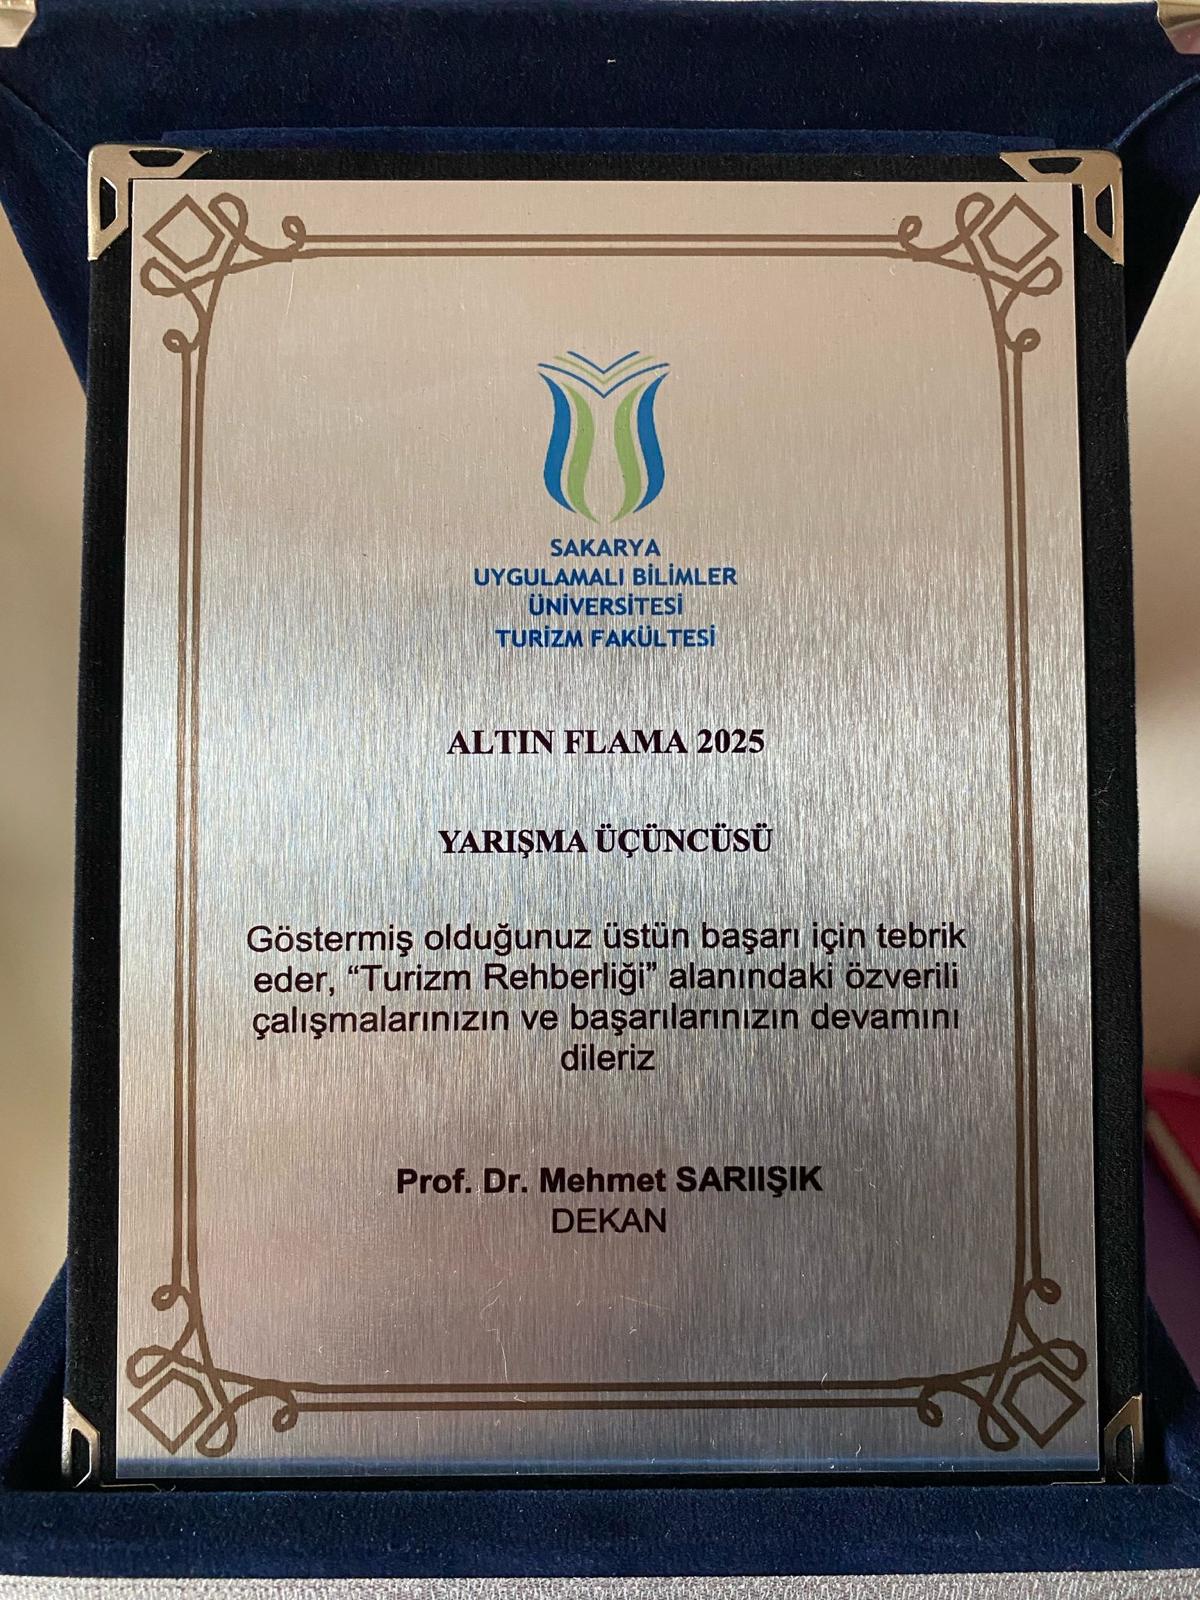 SAKARYA
UYGULAMALI BİLİMLER
ÜNİVERSİTESİ
TURİZM FAKÜLTESİ
ALTIN FLAMA 2025
YARIŞMA ÜÇÜNCÜSÜ
Göstermiş olduğunuz üstün başarı için tebrik
eder, “Turizm Rehberliği” alanındaki özverili
çalışmalarınızın ve başarılarınızın devamını
dileriz
Prof. Dr. Mehmet SARIIŞIK
DEKAN